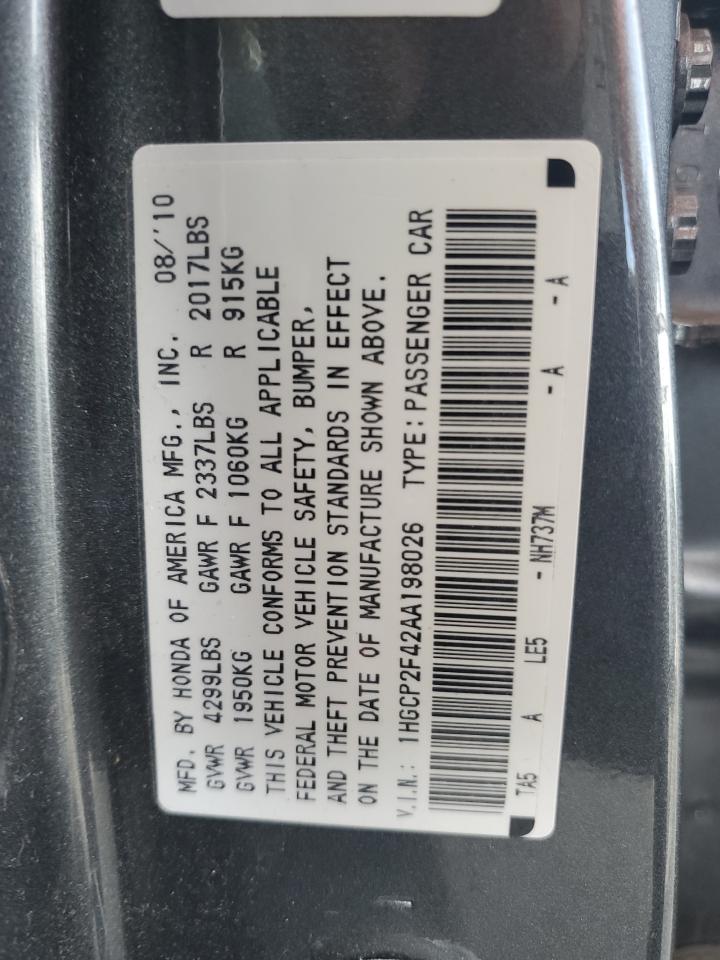 MFD. BY HONDA OF AMERICA MFG., INC. 08/'10
GVWR 4299LBS GAWR F 2337LBS R 2017LBS
GVWR 1950KG GAWR F 1060KG R 915KG
THIS VEHICLE CONFORMS TO ALL APPLICABLE
FEDERAL MOTOR VEHICLE SAFETY, BUMPER,
AND THEFT PREVENTION STANDARDS IN EFFECT
ON THE DATE OF MANUFACTURE SHOWN ABOVE.
V.I.N.: 1HGCP2F42AA198026 TYPE: PASSENGER CAR
TA5 A LE5 - NH737M - A - A